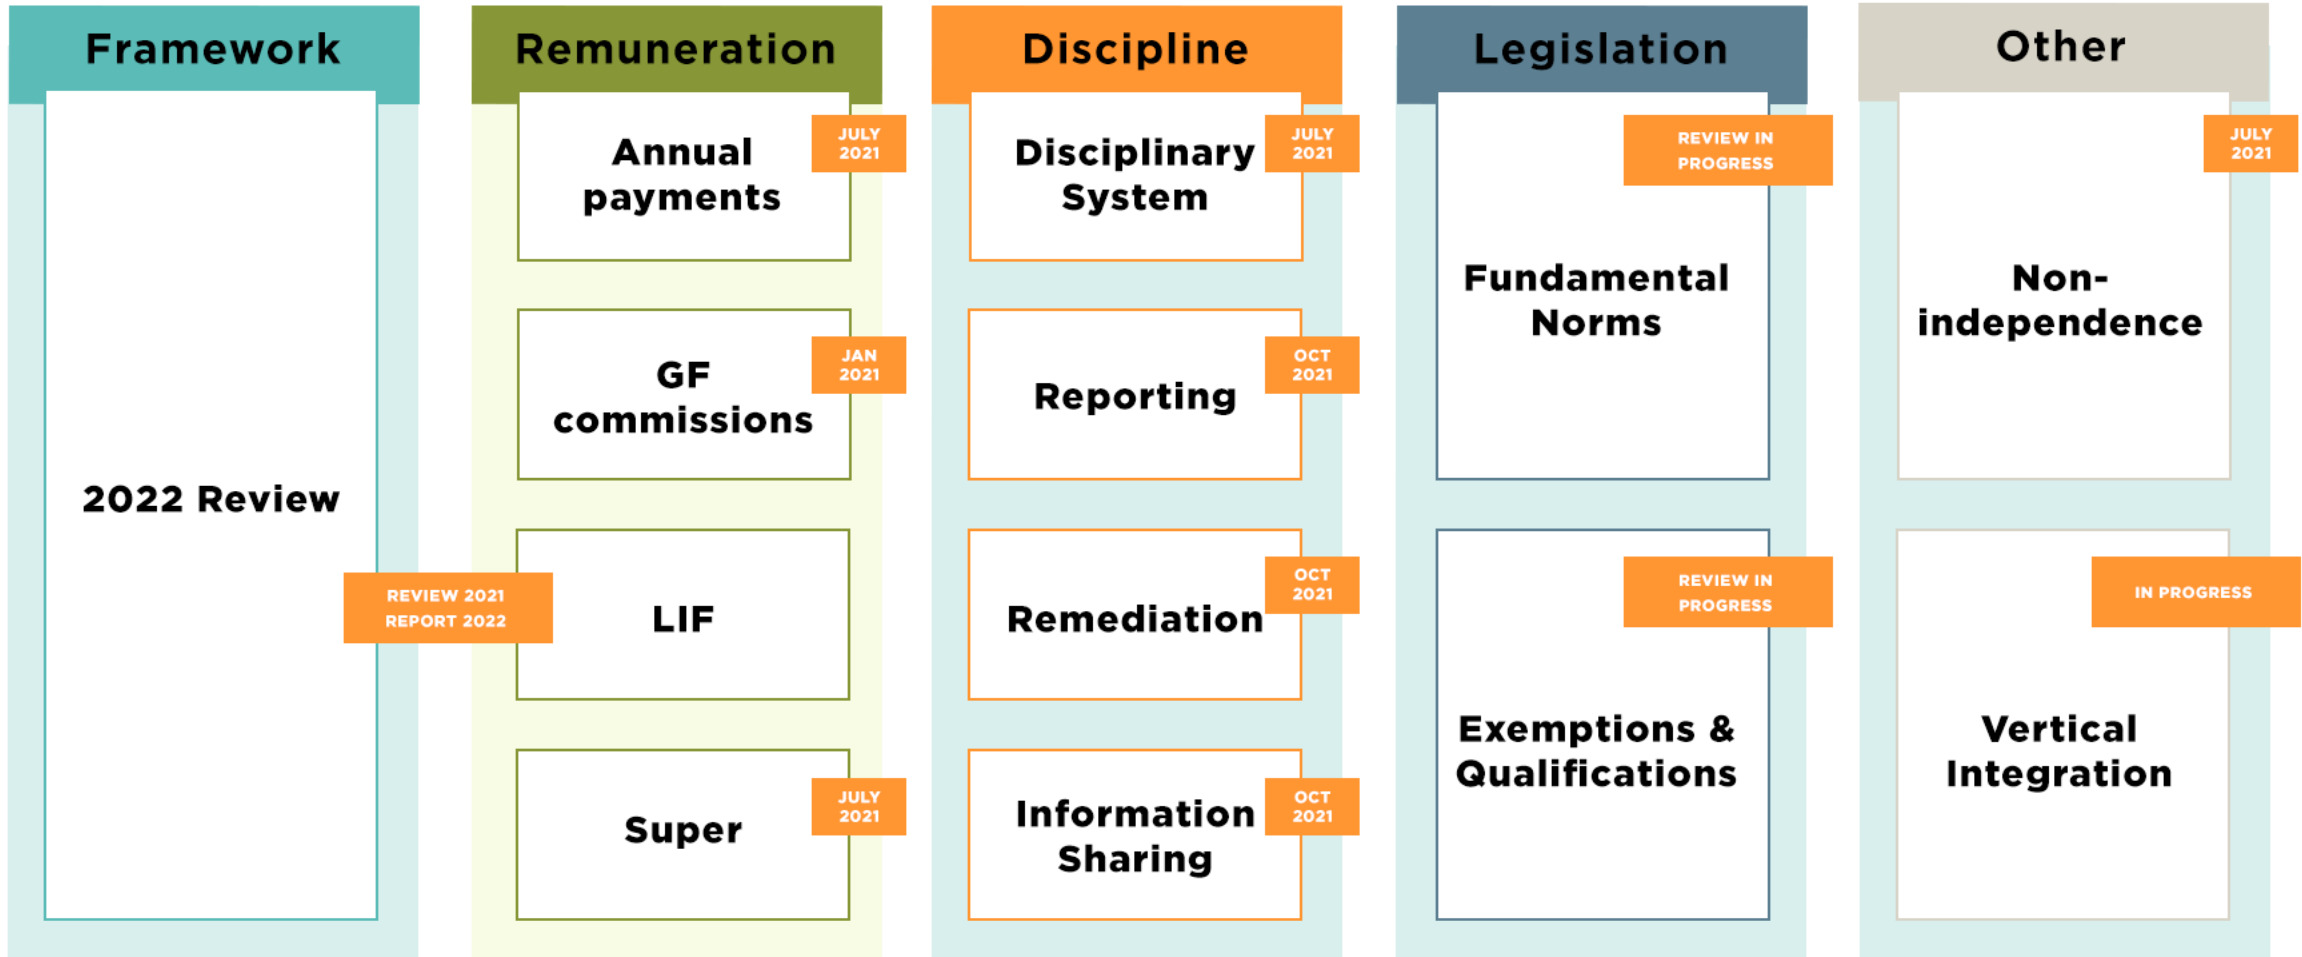 Framework
2022 Review
REVIEW 2021
REPORT 2022
Remuneration
Annual
payments
JULY
2021
GF
commissions
JAN
2021
LIF
Super
JULY
2021
Discipline
Disciplinary
System
JULY
2021
Reporting
OCT
2021
Remediation
OCT
2021
Information
Sharing
OCT
2021
Legislation
REVIEW IN
PROGRESS
Fundamental
Norms
REVIEW IN
PROGRESS
Exemptions &
Qualifications
Other
JULY
2021
Non-
independence
IN PROGRESS
Vertical
Integration